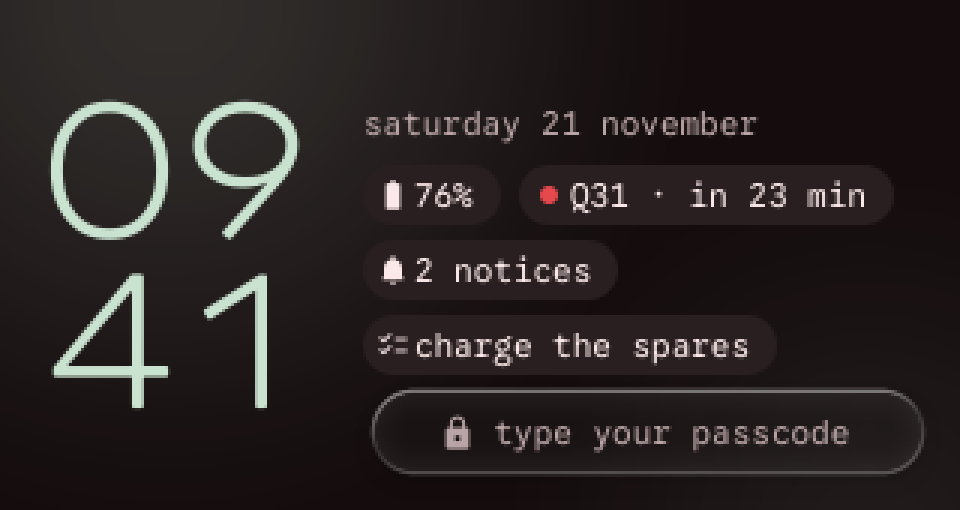 09
41
saturday 21 november
76%
Q31 · in 23 min
2 notices
charge the spares
type your passcode